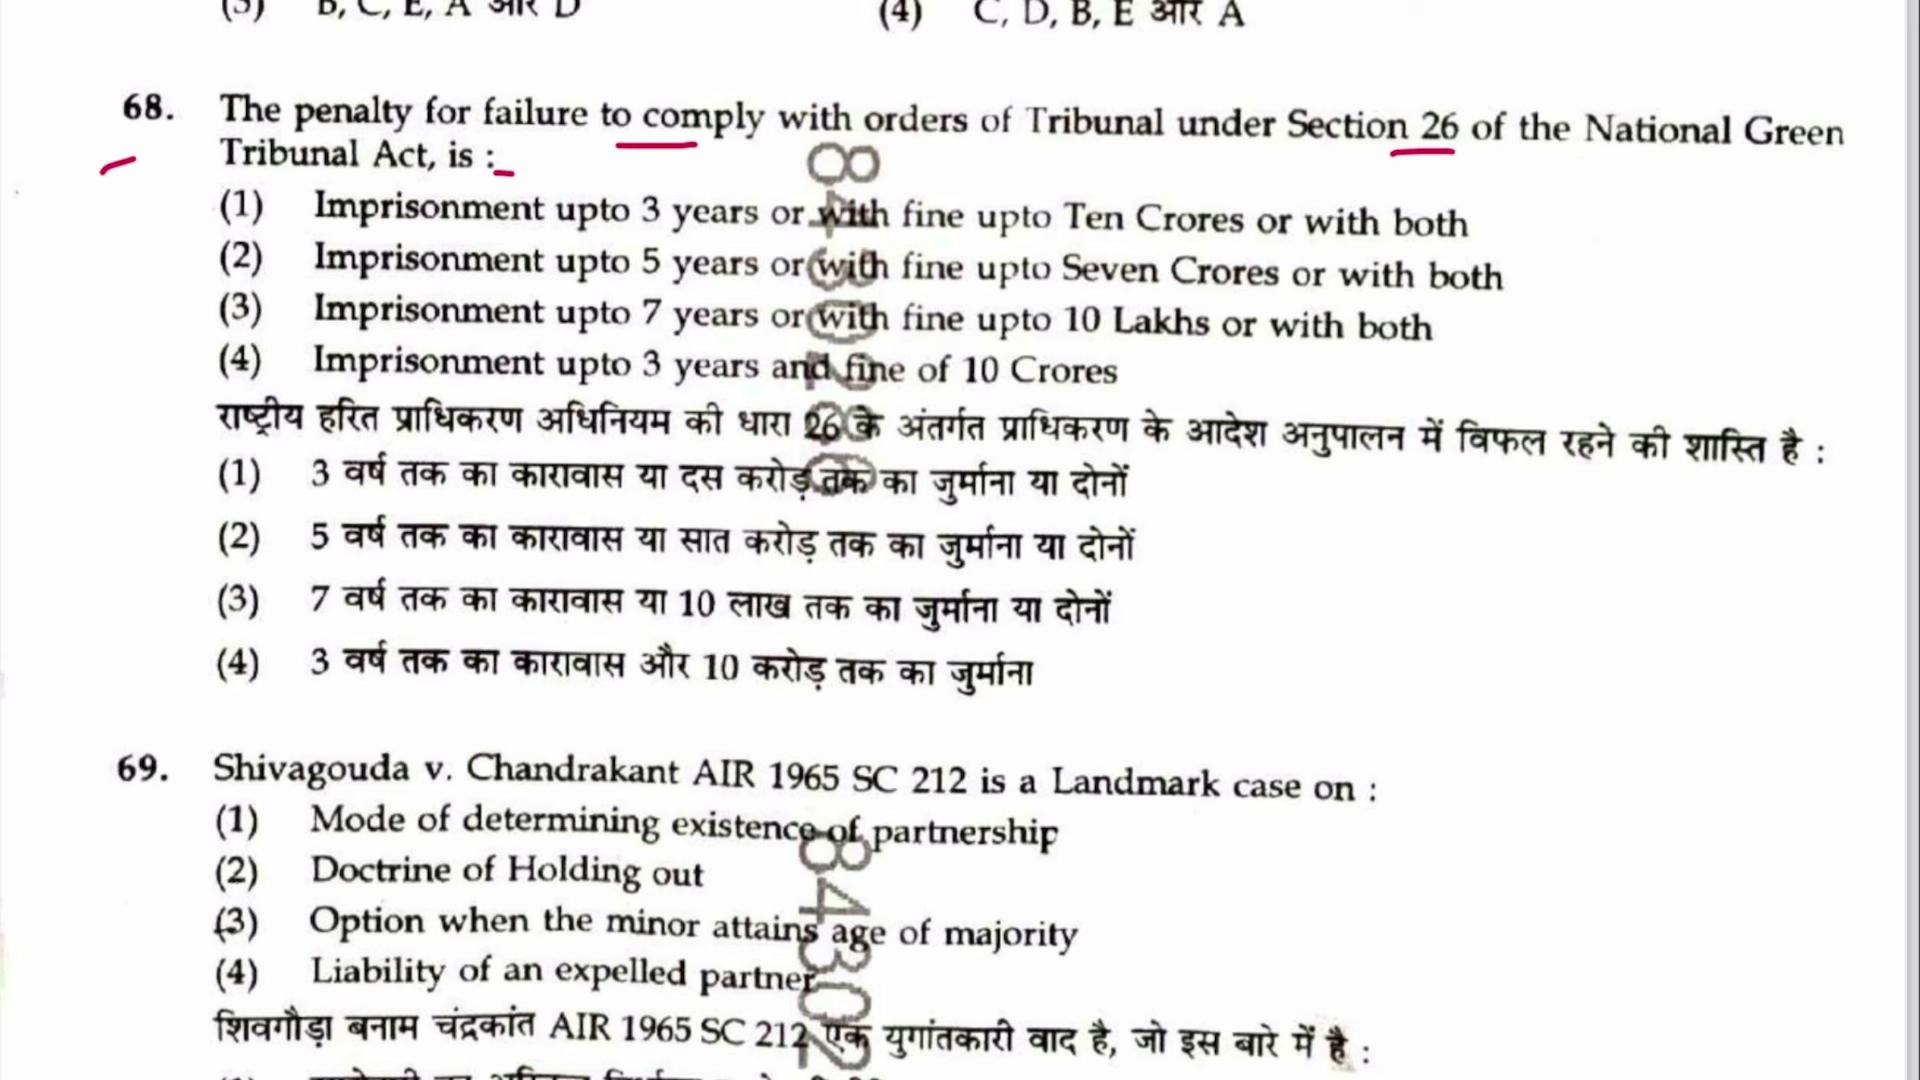 (3) B, C, E, A और D (4) C, D, B, E और A
68. The penalty for failure to comply with orders of Tribunal under Section 26 of the National Green
Tribunal Act, is :
(1) Imprisonment upto 3 years or with fine upto Ten Crores or with both
(2) Imprisonment upto 5 years or with fine upto Seven Crores or with both
(3) Imprisonment upto 7 years or with fine upto 10 Lakhs or with both
(4) Imprisonment upto 3 years and fine of 10 Crores
राष्ट्रीय हरित प्राधिकरण अधिनियम की धारा 26 के अंतर्गत प्राधिकरण के आदेश अनुपालन में विफल रहने की शास्ति है :
(1) 3 वर्ष तक का कारावास या दस करोड़ तक का जुर्माना या दोनों
(2) 5 वर्ष तक का कारावास या सात करोड़ तक का जुर्माना या दोनों
(3) 7 वर्ष तक का कारावास या 10 लाख तक का जुर्माना या दोनों
(4) 3 वर्ष तक का कारावास और 10 करोड़ तक का जुर्माना
69. Shivagouda v. Chandrakant AIR 1965 SC 212 is a Landmark case on :
(1) Mode of determining existence of partnership
(2) Doctrine of Holding out
(3) Option when the minor attains age of majority
(4) Liability of an expelled partner
शिवगौड़ा बनाम चंद्रकांत AIR 1965 SC 212 एक युगांतकारी वाद है, जो इस बारे में है :